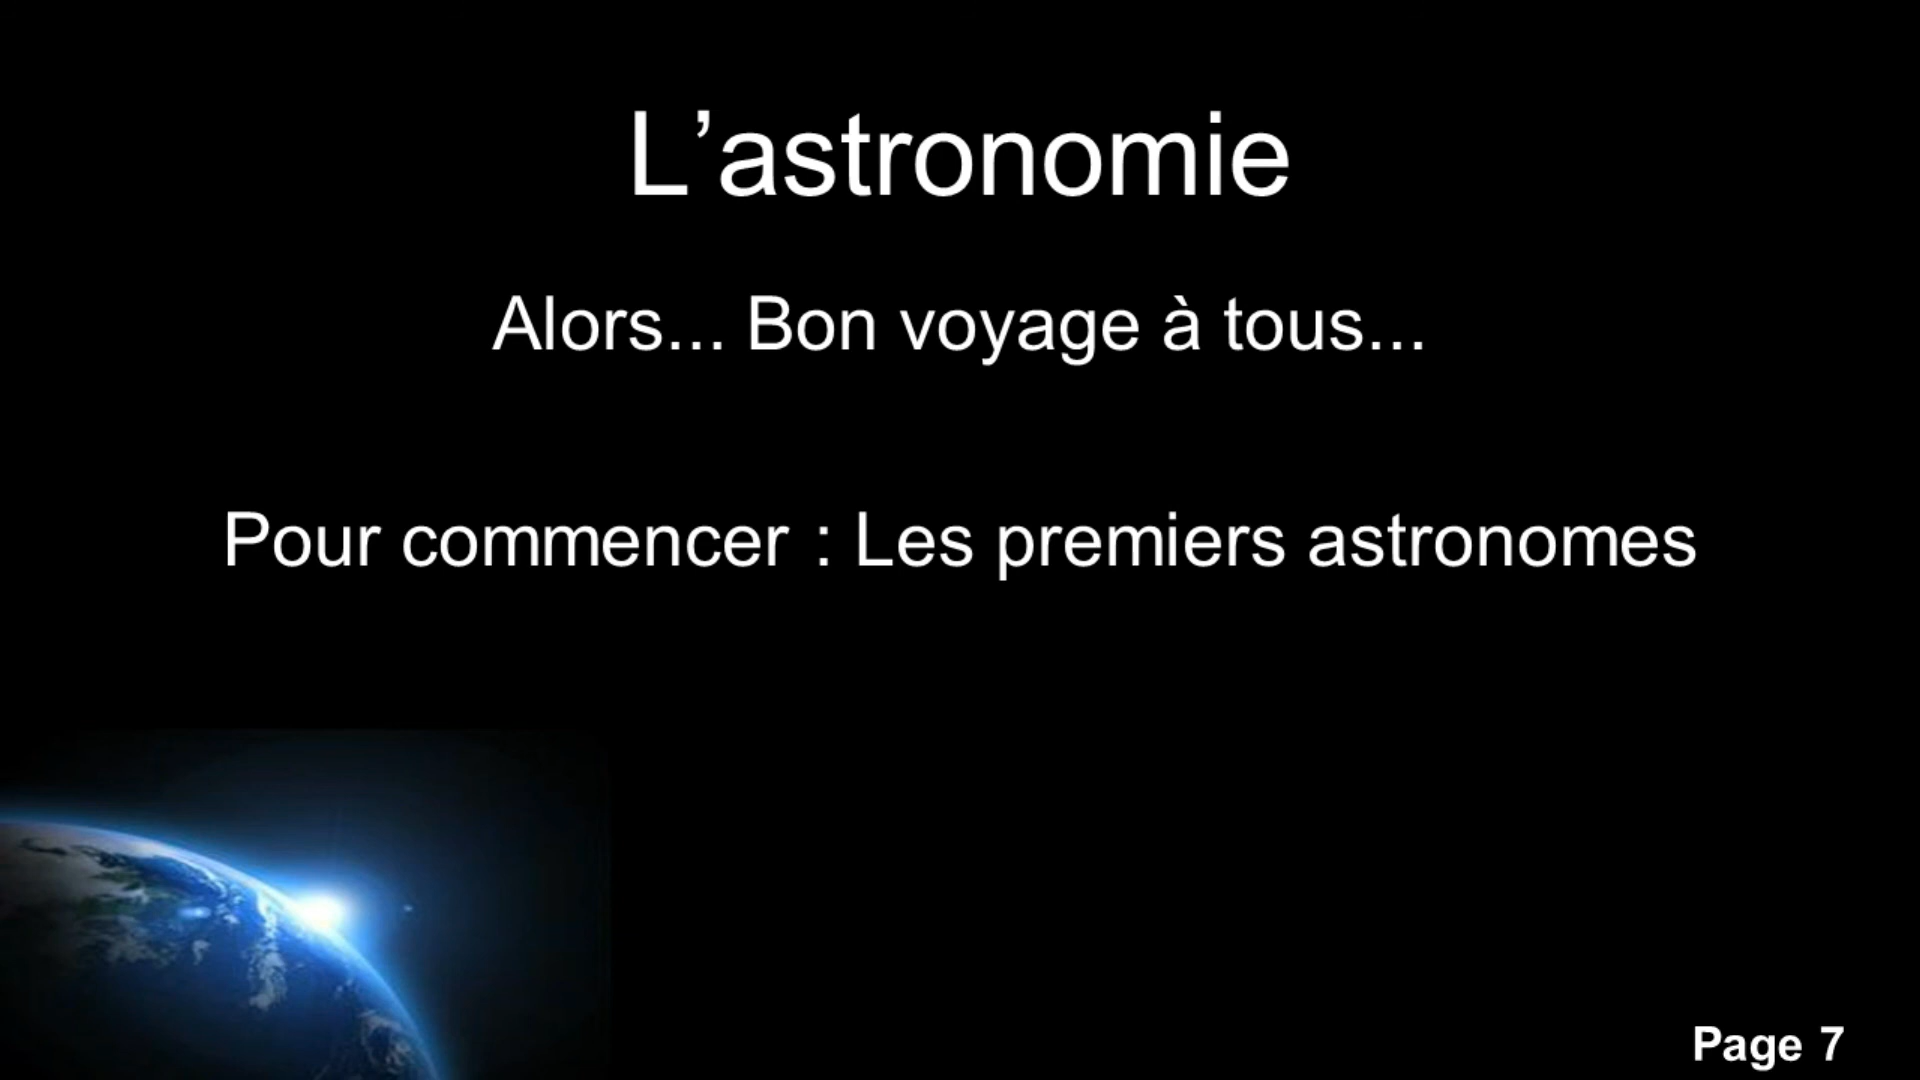 L’astronomie
Alors... Bon voyage à tous...
Pour commencer : Les premiers astronomes
Page 7